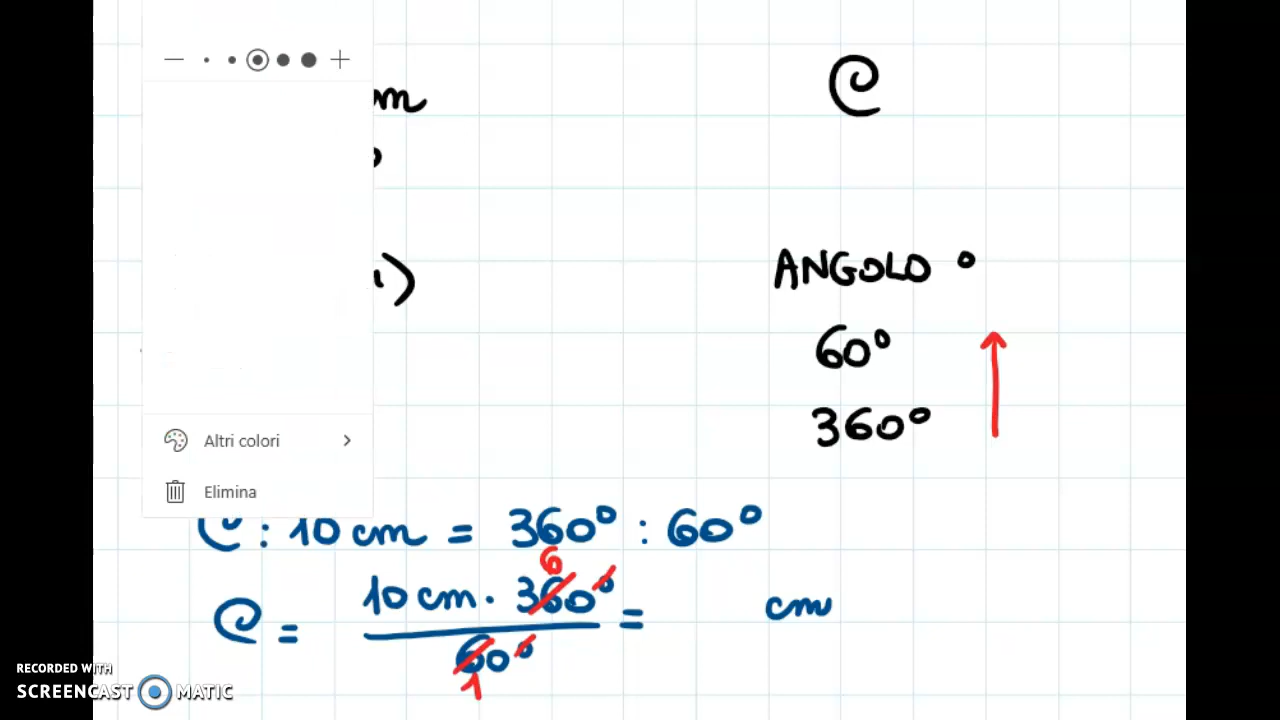 m
C
ANGOLO °
60°
360°
Altri colori
Elimina
C : 10 cm = 360° : 60°
6
C = 10 cm · 360° = cm
60°
1
RECORDED WITH
SCREENCAST MATIC